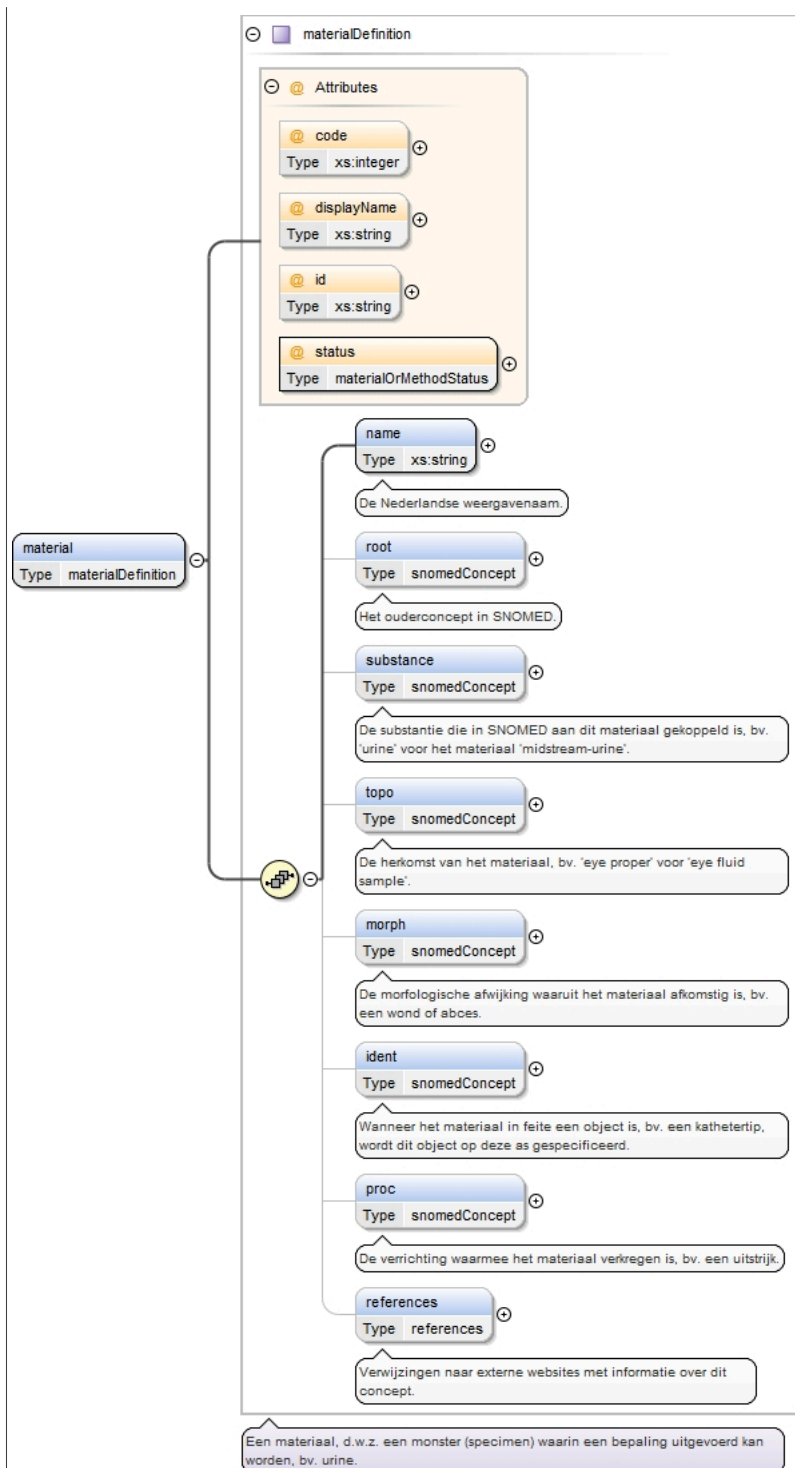 materialDefinition
@ Attributes
@ code
Type xs:integer
@ displayName
Type xs:string
@ id
Type xs:string
@ status
Type materialOrMethodStatus
name
Type xs:string
De Nederlandse weergavenaam.
material
Type materialDefinition
root
Type snomedConcept
Het ouderconcept in SNOMED.
substance
Type snomedConcept
De substantie die in SNOMED aan dit materiaal gekoppeld is, bv.
'urine' voor het materiaal 'midstream-urine'.
topo
Type snomedConcept
De herkomst van het materiaal, bv. 'eye proper' voor 'eye fluid
sample'.
morph
Type snomedConcept
De morfologische afwijking waaruit het materiaal afkomstig is, bv.
een wond of abces.
ident
Type snomedConcept
Wanneer het materiaal in feite een object is, bv. een kathetertip,
wordt dit object op deze as gespecificeerd.
proc
Type snomedConcept
De verrichting waarmee het materiaal verkregen is, bv. een uitstrijk.
references
Type references
Verwijzingen naar externe websites met informatie over dit
concept.
Een materiaal, d.w.z. een monster (specimen) waarin een bepaling uitgevoerd kan
worden, bv. urine.